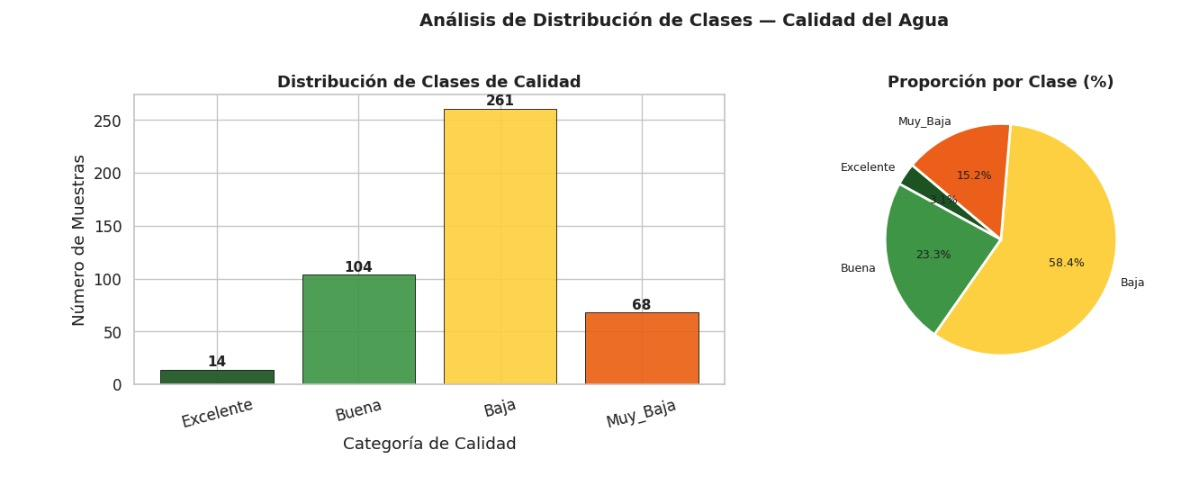 Análisis de Distribución de Clases — Calidad del Agua
Distribución de Clases de Calidad
Número de Muestras
250
200
150
100
50
0
14
104
261
68
Excelente
Buena
Baja
Muy_Baja
Categoría de Calidad
Proporción por Clase (%)
Muy_Baja
15.2%
Excelente
3.1%
Buena
23.3%
58.4%
Baja